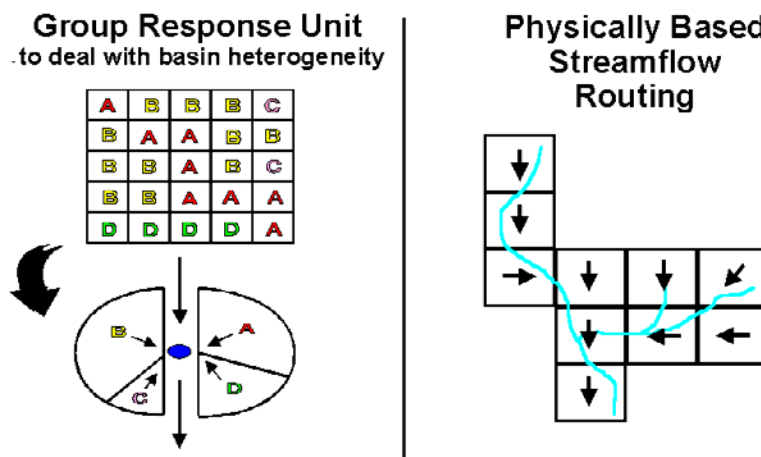 Group Response Unit
to deal with basin heterogeneity
A B B B C
B A A B B
B B A B C
B B A A A
D D D D A
B
A
C
D
Physically Based
Streamflow
Routing